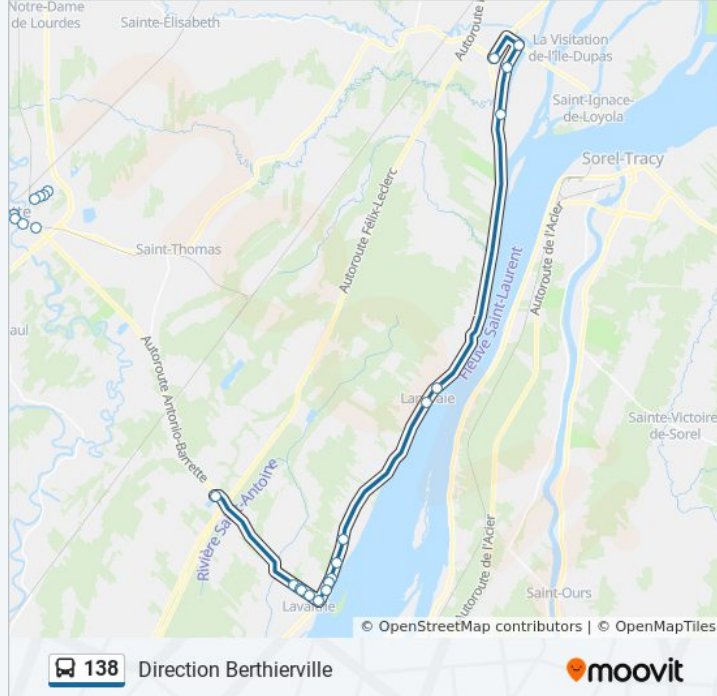 Notre-Dame
de Lourdes
Sainte-Élisabeth
Autoroute
La Visitation
de-l'Île-Dupas
Saint-Ignace-
de-Loyola
Sorel-Tracy
Autoroute Félix-Leclerc
Autoroute de l'Acier
Saint-Thomas
Fleuve Saint-Laurent
Autoroute Antonio-Barrette
Sainte-Victoire
de-Sorel
Rivière Saint-Antoine
Autoroute de l'Acier
Saint-Ours
Lavaltrie
© OpenStreetMap contributors | © OpenMapTiles
138 Direction Berthierville
moovit